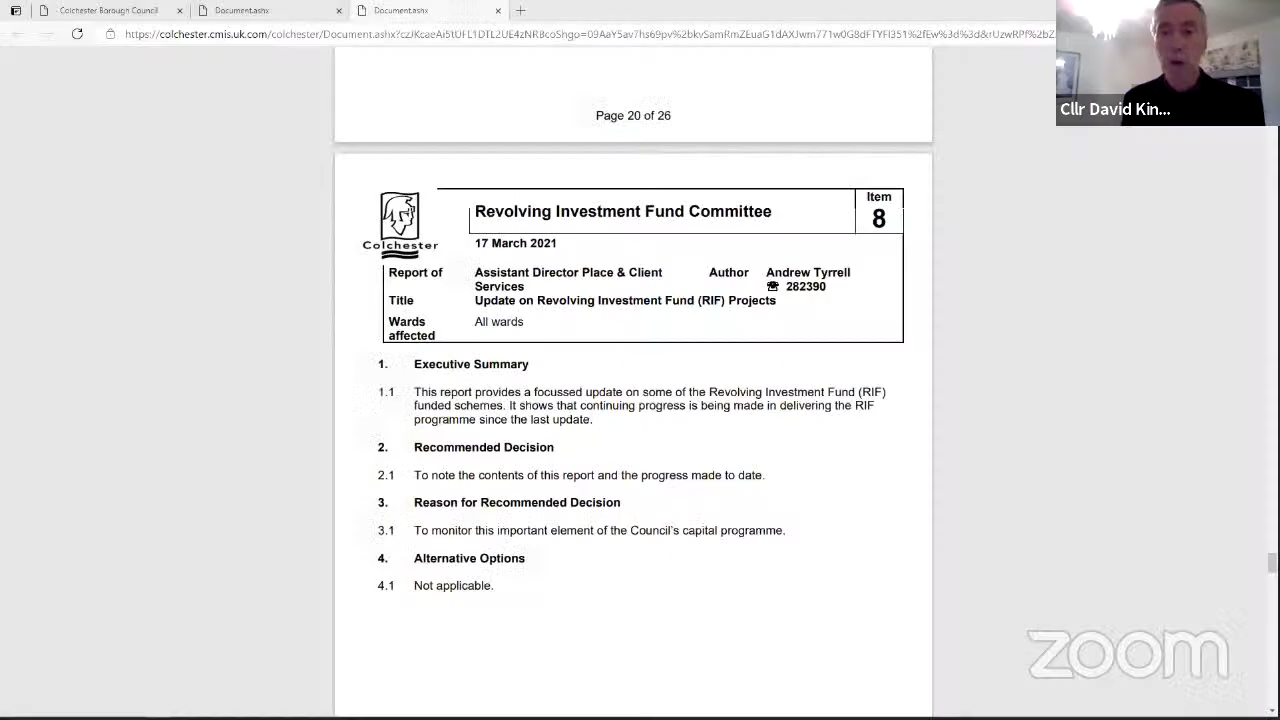 Colchester Borough Council
Document.ashx
Document.ashx
Cllr David Kin...
Page 20 of 26
Colchester
Revolving Investment Fund Committee
Item
8
17 March 2021
Report of
Assistant Director Place & Client
Services
Author
Andrew Tyrrell
☎ 282390
Title
Update on Revolving Investment Fund (RIF) Projects
Wards
affected
All wards
1. Executive Summary
1.1 This report provides a focussed update on some of the Revolving Investment Fund (RIF)
funded schemes. It shows that continuing progress is being made in delivering the RIF
programme since the last update.
2. Recommended Decision
2.1 To note the contents of this report and the progress made to date.
3. Reason for Recommended Decision
3.1 To monitor this important element of the Council's capital programme.
4. Alternative Options
4.1 Not applicable.
zoom